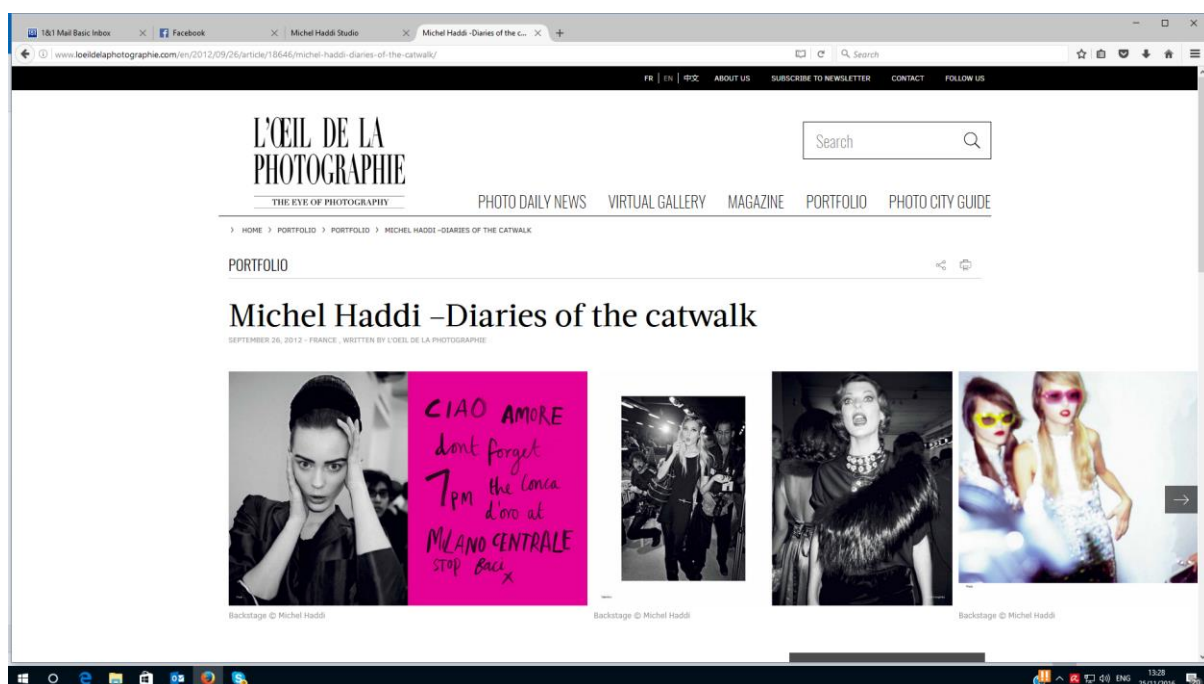 1&1 Mail Basic Inbox
Facebook
Michel Haddi Studio
Michel Haddi -Diaries of the c...
www.loeildelaphotographie.com/en/2012/09/26/article/18646/michel-haddi-diaries-of-the-catwalk/
Search
FR | EN | 中文 ABOUT US SUBSCRIBE TO NEWSLETTER CONTACT FOLLOW US
L'ŒIL DE LA
PHOTOGRAPHIE
THE EYE OF PHOTOGRAPHY
Search
PHOTO DAILY NEWS VIRTUAL GALLERY MAGAZINE PORTFOLIO PHOTO CITY GUIDE
› HOME › PORTFOLIO › PORTFOLIO › MICHEL HADDI –DIARIES OF THE CATWALK
PORTFOLIO
Michel Haddi –Diaries of the catwalk
SEPTEMBER 26, 2012 - FRANCE , WRITTEN BY L'OEIL DE LA PHOTOGRAPHIE
CIAO AMORE
dont forget
7pm the Conca
d'oro at
MILANO CENTRALE
STOP Baci
x
Backstage © Michel Haddi
Backstage © Michel Haddi
Backstage © Michel Haddi
ENG
13:28
25/11/2016